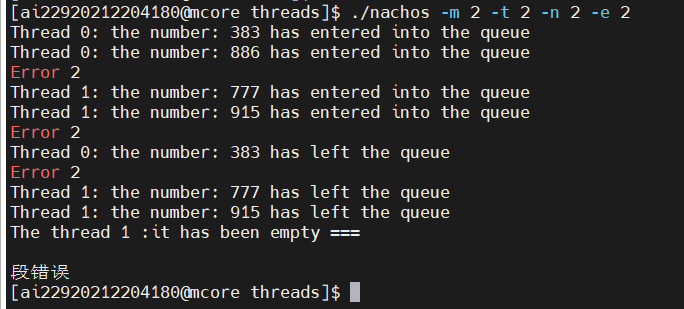 [ai22920212204180@mcore threads]$ ./nachos -m 2 -t 2 -n 2 -e 2
Thread 0: the number: 383 has entered into the queue
Thread 0: the number: 886 has entered into the queue
Error 2
Thread 1: the number: 777 has entered into the queue
Thread 1: the number: 915 has entered into the queue
Error 2
Thread 0: the number: 383 has left the queue
Error 2
Thread 1: the number: 777 has left the queue
Thread 1: the number: 915 has left the queue
The thread 1 :it has been empty ===
段错误
[ai22920212204180@mcore threads]$